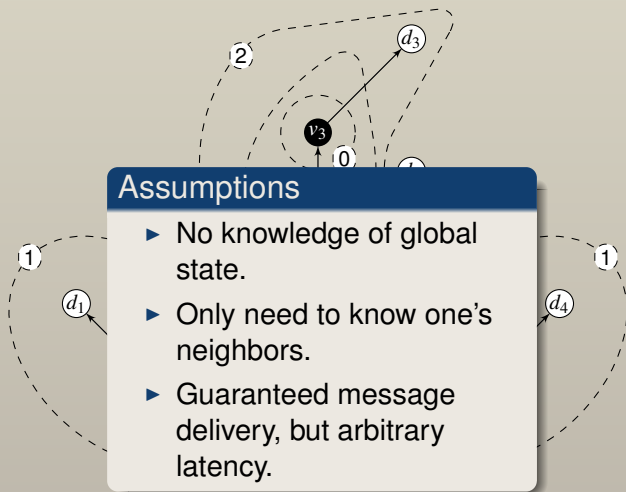 2
d3
v3
0
Assumptions
▶ No knowledge of global
state.
1
1
d1
▶ Only need to know one's
d4
neighbors.
▶ Guaranteed message
delivery, but arbitrary
latency.